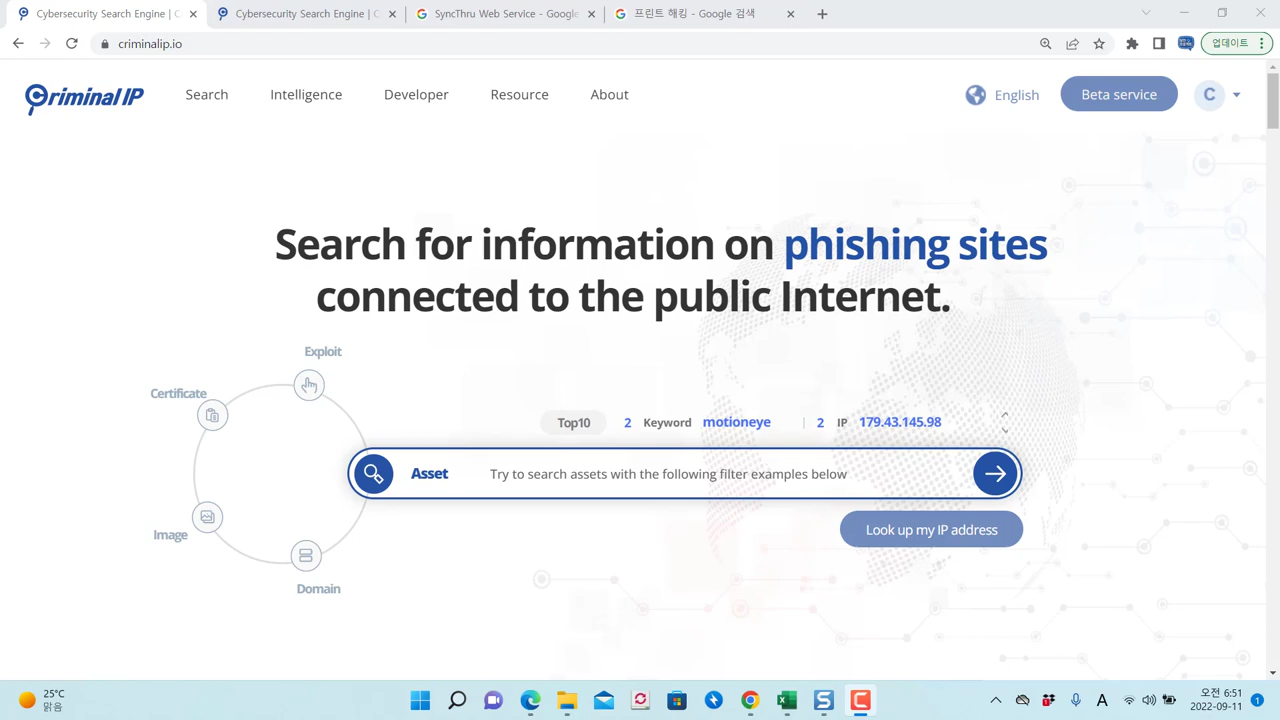 Cybersecurity Search Engine | C
Cybersecurity Search Engine | C
SyncThru Web Service - Google
프린트 해킹 - Google 검색
criminalip.io
업데이트
Criminal IP
Search
Intelligence
Developer
Resource
About
English
Beta service
C
Search for information on phishing sites
connected to the public Internet.
Exploit
Certificate
Top10 2 Keyword motioneye | 2 IP 179.43.145.98
Asset Try to search assets with the following filter examples below
Look up my IP address
Image
Domain
25°C
맑음
A
오전 6:51
2022-09-11
1